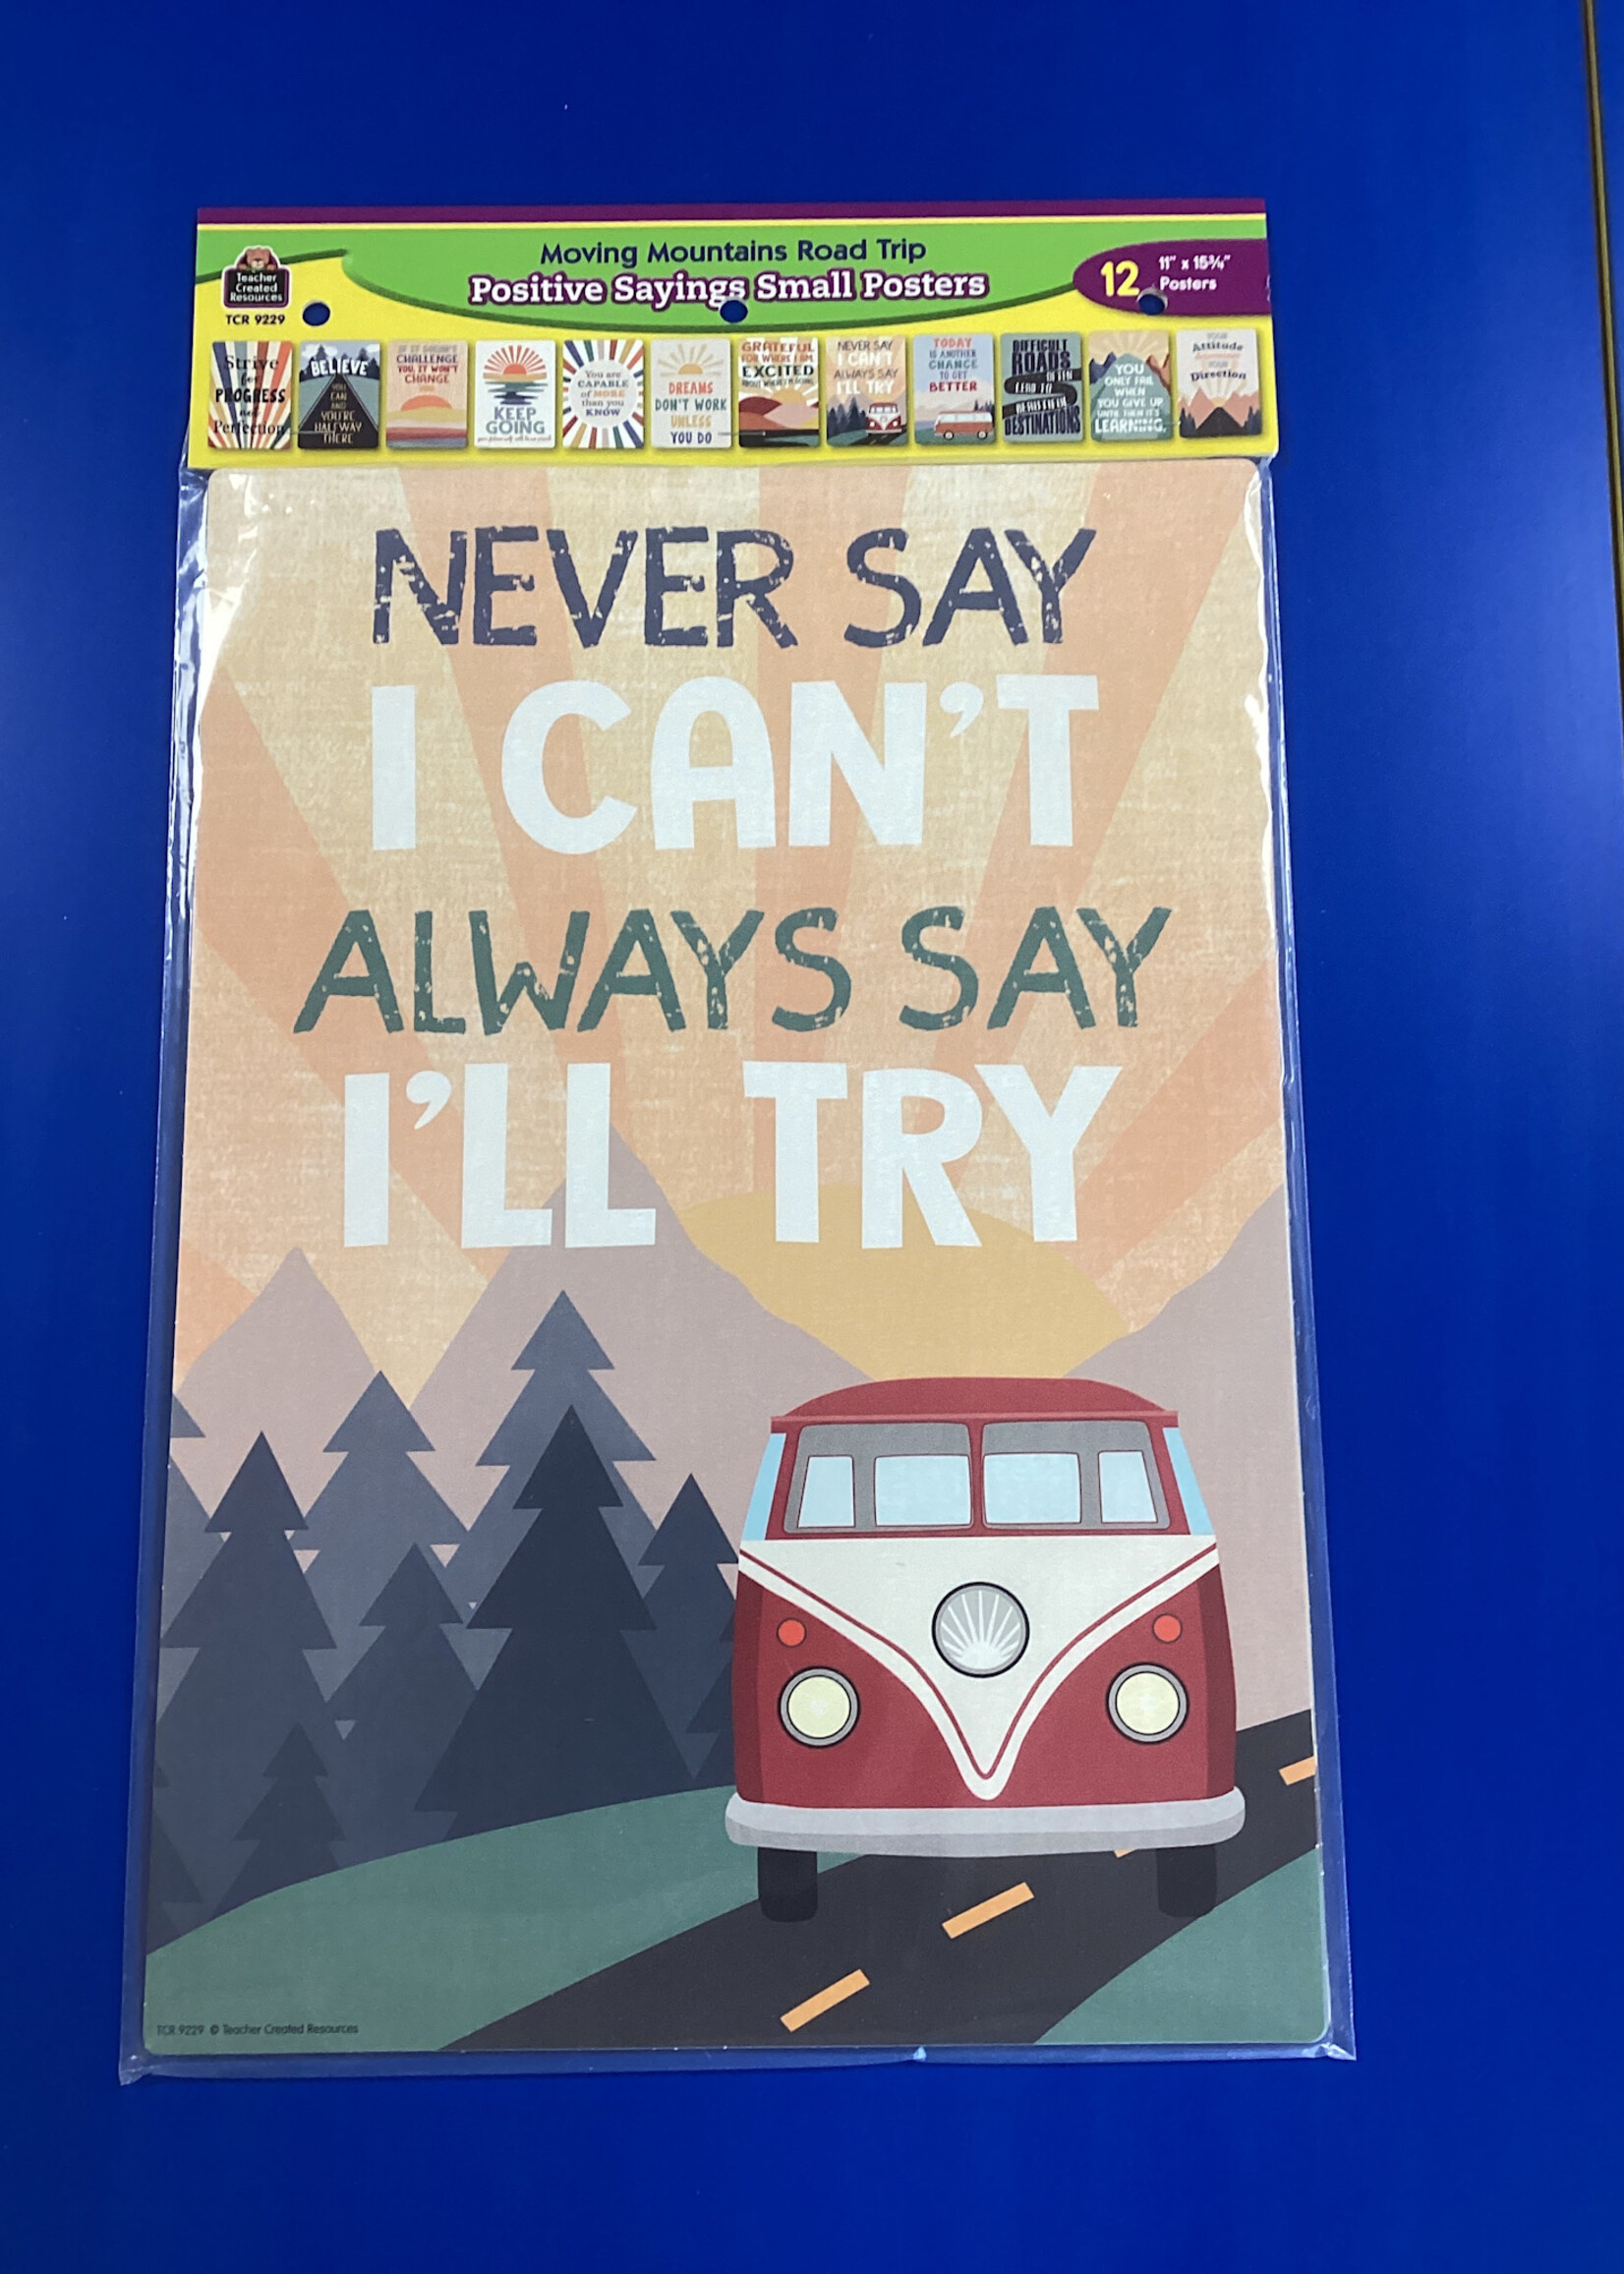 Moving Mountains Road Trip
Positive Sayings Small Posters
Teacher
Created
Resources
TCR 9229
12
11" x 15¾"
Posters
Strive
for
PROGRESS
not
Perfection
BELIEVE
YOU
CAN
AND
YOU'RE
HALFWAY
THERE
IF IT DOESN'T
CHALLENGE
YOU, IT WON'T
CHANGE
KEEP
GOING
You are
CAPABLE
of MORE
than you
KNOW
DREAMS
DON'T WORK
UNLESS
YOU DO
GRATEFUL
FOR WHERE I AM
EXCITED
ABOUT WHERE I'M GOING
NEVER SAY
I CAN'T
ALWAYS SAY
I'LL TRY
TODAY
IS ANOTHER
CHANCE
TO GET
BETTER
DIFFICULT
ROADS
OFTEN
LEAD TO
BEAUTIFUL
DESTINATIONS
YOU
ONLY FAIL
WHEN
YOU GIVE UP
UNTIL THEN IT'S
LEARNING.
YOUR
Attitude
YOUR
Direction
NEVER SAY
I CAN'T
ALWAYS SAY
I'LL TRY
TCR 9229 © Teacher Created Resources